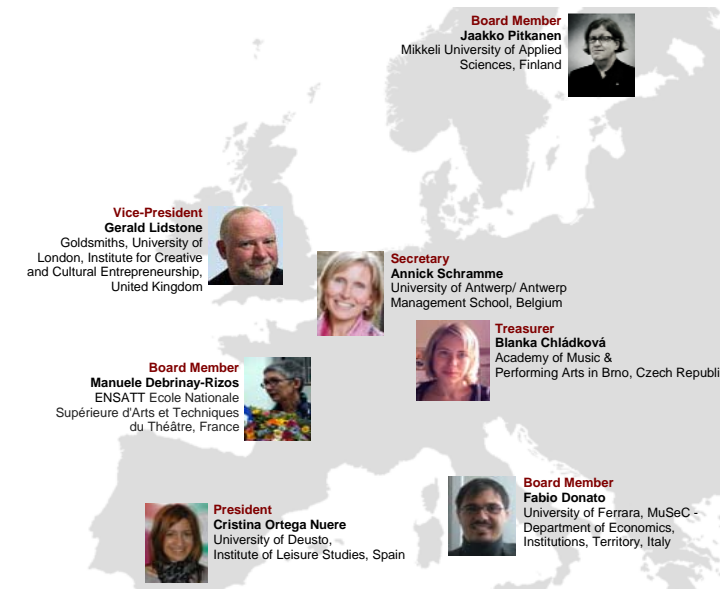 Board Member
Jaakko Pitkanen
Mikkeli University of Applied
Sciences, Finland
Vice-President
Gerald Lidstone
Goldsmiths, University of
London, Institute for Creative
and Cultural Entrepreneurship,
United Kingdom
Secretary
Annick Schramme
University of Antwerp/ Antwerp
Management School, Belgium
Treasurer
Blanka Chládková
Academy of Music &
Performing Arts in Brno, Czech Republi
Board Member
Manuele Debrinay-Rizos
ENSATT Ecole Nationale
Supérieure d'Arts et Techniques
du Théâtre, France
President
Cristina Ortega Nuere
University of Deusto,
Institute of Leisure Studies, Spain
Board Member
Fabio Donato
University of Ferrara, MuSeC -
Department of Economics,
Institutions, Territory, Italy